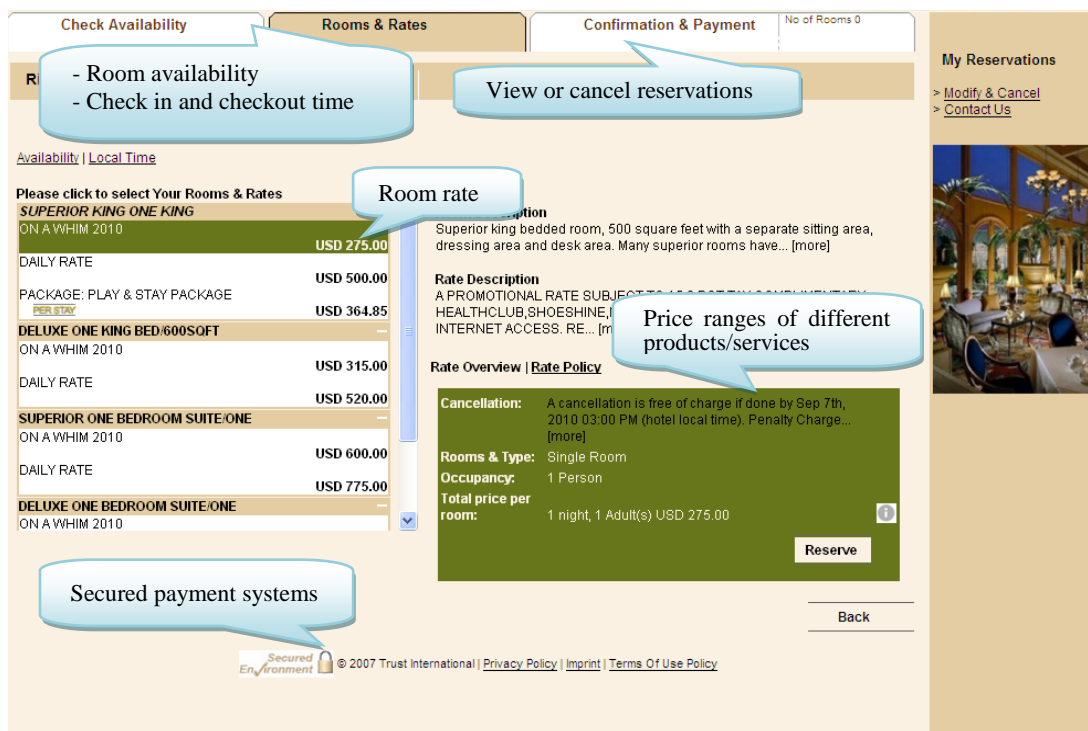 Check Availability
Rooms & Rates
Confirmation & Payment
No of Rooms 0
- Room availability
- Check in and checkout time
View or cancel reservations
My Reservations
> Modify & Cancel
> Contact Us
Availability | Local Time
Please click to select Your Rooms & Rates
Room rate
SUPERIOR KING ONE KING
ON A WHIM 2010
USD 275.00
DAILY RATE
USD 500.00
PACKAGE: PLAY & STAY PACKAGE
PER STAY
USD 364.85
DELUXE ONE KING BED/600SQFT
ON A WHIM 2010
USD 315.00
DAILY RATE
USD 520.00
SUPERIOR ONE BEDROOM SUITE/ONE
ON A WHIM 2010
USD 600.00
DAILY RATE
USD 775.00
DELUXE ONE BEDROOM SUITE/ONE
ON A WHIM 2010
Superior king bedded room, 500 square feet with a separate sitting area,
dressing area and desk area. Many superior rooms have... [more]
Rate Description
A PROMOTIONAL RATE
HEALTHCLUB,SHOESHINE,
INTERNET ACCESS. RE...
Price ranges of different
products/services
Rate Overview | Rate Policy
Cancellation: A cancellation is free of charge if done by Sep 7th,
2010 03:00 PM (hotel local time). Penalty Charge...
[more]
Rooms & Type: Single Room
Occupancy: 1 Person
Total price per
room: 1 night, 1 Adult(s) USD 275.00
Reserve
Secured payment systems
Back
Secured
Environment
© 2007 Trust International | Privacy Policy | Imprint | Terms Of Use Policy